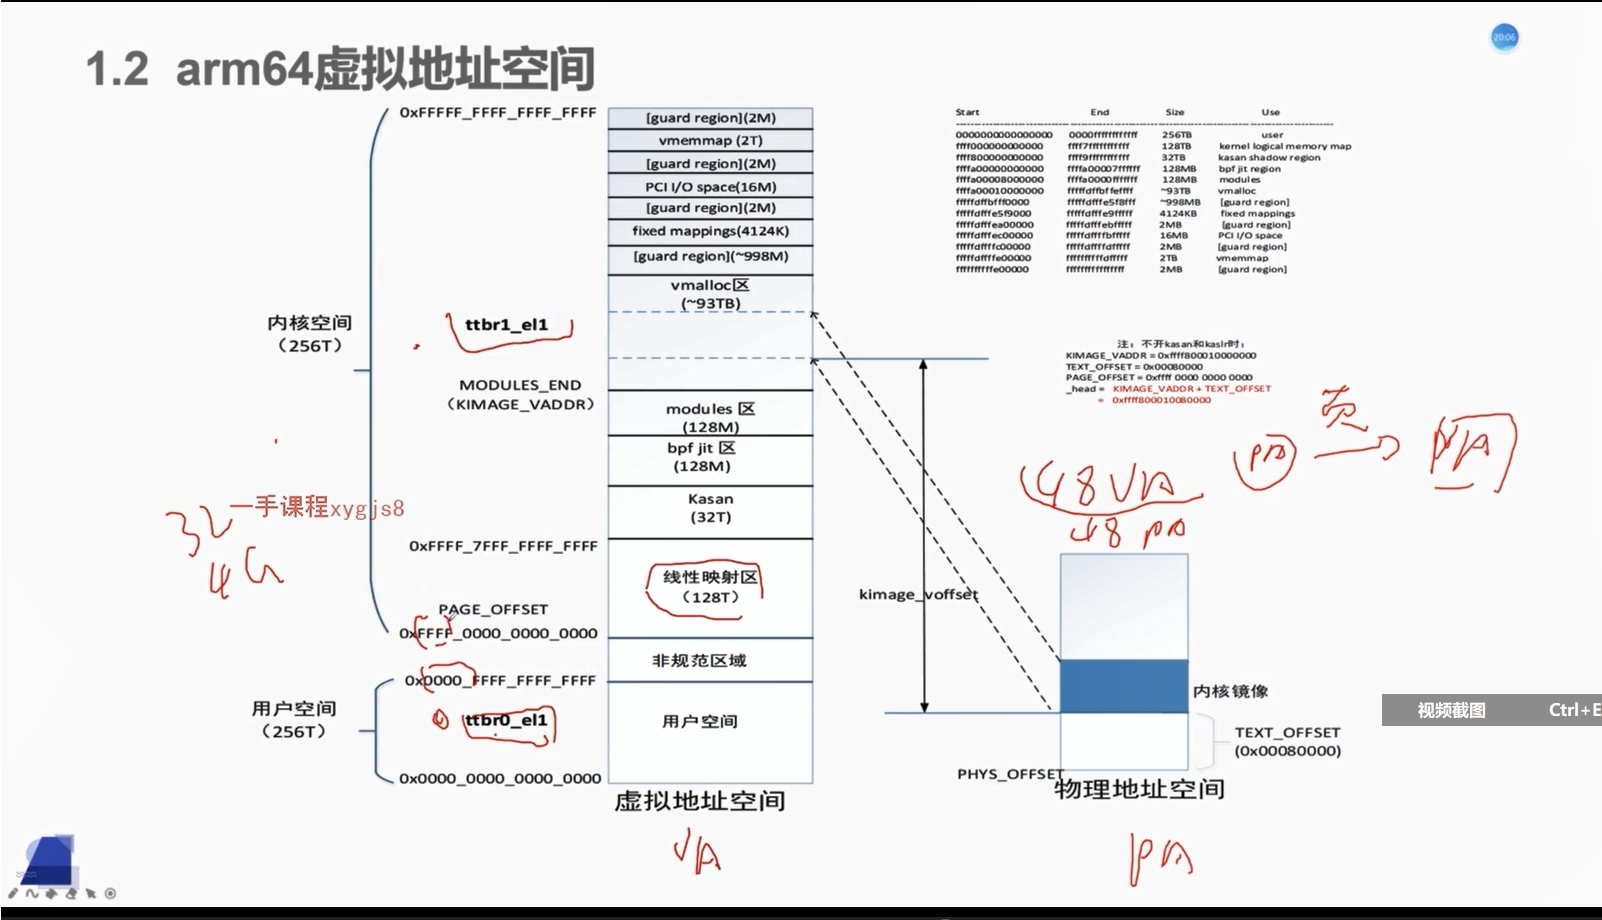 20:06
1.2 arm64虚拟地址空间
0xFFFFF_FFFF_FFFF_FFFF
[guard region](2M)
vmemmap (2T)
[guard region](2M)
PCI I/O space(16M)
[guard region](2M)
fixed mappings(4124K)
[guard region](~998M)
vmalloc区
(~93TB)
内核空间
（256T）
ttbr1_el1
MODULES_END
（KIMAGE_VADDR）
modules 区
(128M)
bpf jit 区
(128M)
Kasan
(32T)
0xFFFF_7FFF_FFFF_FFFF
线性映射区
（128T）
PAGE_OFFSET
0xFFFF_0000_0000_0000
非规范区域
0x0000_FFFF_FFFF_FFFF
用户空间
（256T）
ttbr0_el1
用户空间
0x0000_0000_0000_0000
虚拟地址空间
VA
32
4G
一手课程xygjs8
Start End Size Use
0000000000000000 0000ffffffffffff 256TB user
ffff000000000000 ffff7fffffffffff 128TB kernel logical memory map
ffff800000000000 ffff9fffffffffff 32TB kasan shadow region
ffffa00000000000 ffffa00007ffffff 128MB bpf jit region
ffffa00008000000 ffffa0000fffffff 128MB modules
ffffa00010000000 fffffdffbffeffff ~93TB vmalloc
fffffdffbfff0000 fffffdfffe5f8fff ~998MB [guard region]
fffffdfffe5f9000 fffffdfffe9fffff 4124KB fixed mappings
fffffdfffea00000 fffffdfffebfffff 2MB [guard region]
fffffdfffec00000 fffffdffffbfffff 16MB PCI I/O space
fffffdffffc00000 fffffdffffdfffff 2MB [guard region]
fffffdffffe00000 ffffffffffdfffff 2TB vmemmap
ffffffffffe00000 ffffffffffffffff 2MB [guard region]
注：不开kasan和kaslr时：
KIMAGE_VADDR = 0xffff800010000000
TEXT_OFFSET = 0x00080000
PAGE_OFFSET = 0xffff 0000 0000 0000
_head = KIMAGE_VADDR + TEXT_OFFSET
= 0xffff800010080000
48 VA
48 PA
PA
页
kimage_voffset
内核镜像
TEXT_OFFSET
(0x00080000)
PHYS_OFFSET
物理地址空间
PA
视频截图 Ctrl+E